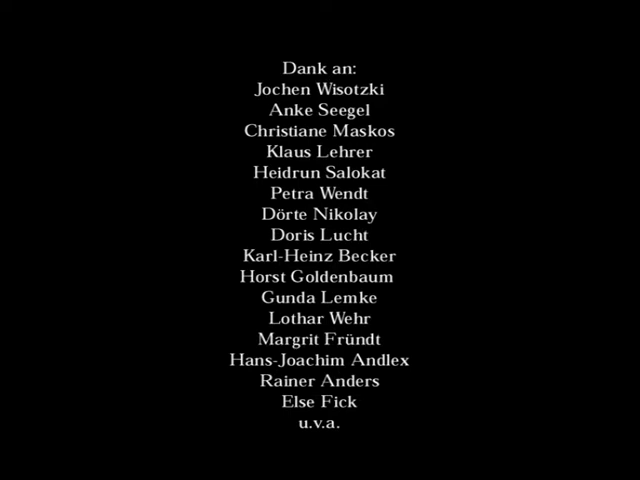 Dank an:
Jochen Wisotzki
Anke Seegel
Christiane Maskos
Klaus Lehrer
Heidrun Salokat
Petra Wendt
Dörte Nikolay
Doris Lucht
Karl-Heinz Becker
Horst Goldenbaum
Gunda Lemke
Lothar Wehr
Margrit Fründt
Hans-Joachim Andlex
Rainer Anders
Else Fick
u.v.a.